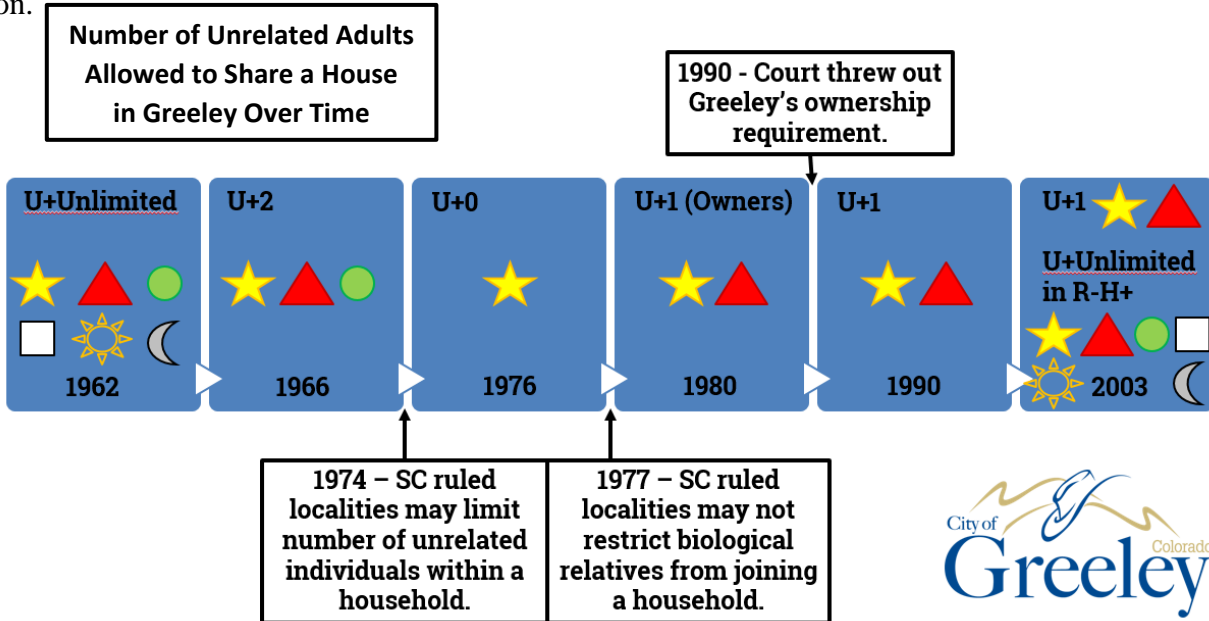 on.
Number of Unrelated Adults
Allowed to Share a House
in Greeley Over Time
1990 - Court threw out
Greeley’s ownership
requirement.
U+Unlimited
1962
U+2
1966
U+0
1976
U+1 (Owners)
1980
U+1
1990
U+1
U+Unlimited
in R-H+
2003
1974 – SC ruled
localities may limit
number of unrelated
individuals within a
household.
1977 – SC ruled
localities may not
restrict biological
relatives from joining
a household.
City of
Greeley
Colorado